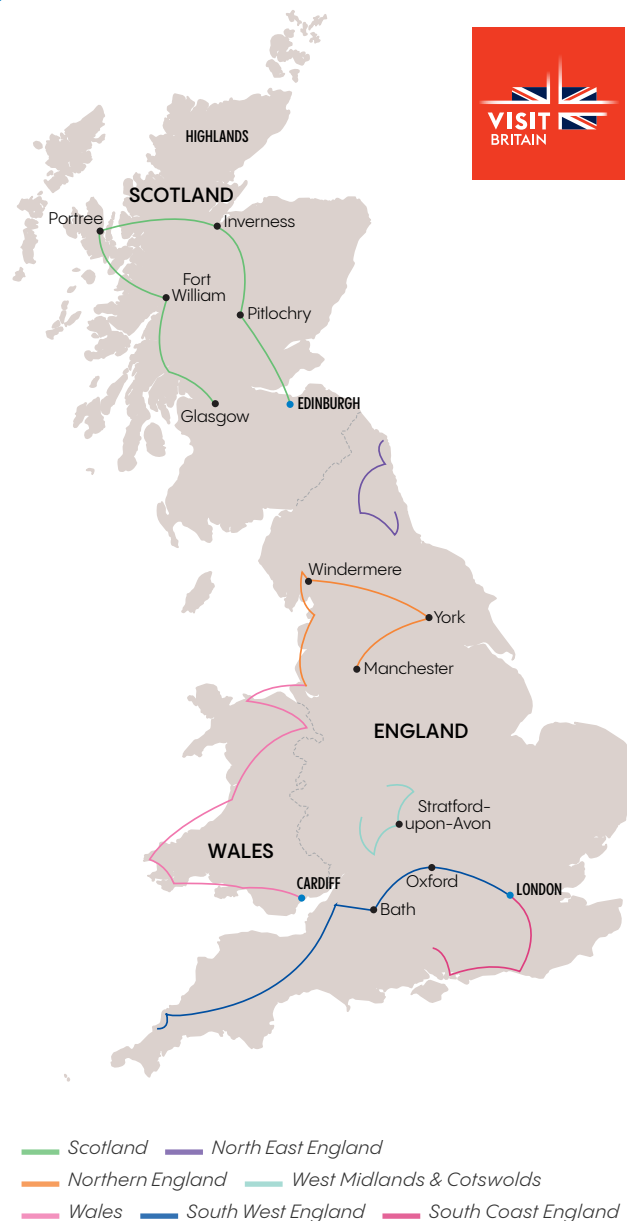 VISIT
BRITAIN
HIGHLANDS
SCOTLAND
Portree
Inverness
Fort
William
Pitlochry
EDINBURGH
Glasgow
Windermere
York
Manchester
ENGLAND
Stratford-
upon-Avon
WALES
Oxford
CARDIFF
LONDON
Bath
Scotland North East England
Northern England West Midlands & Cotswolds
Wales South West England South Coast England